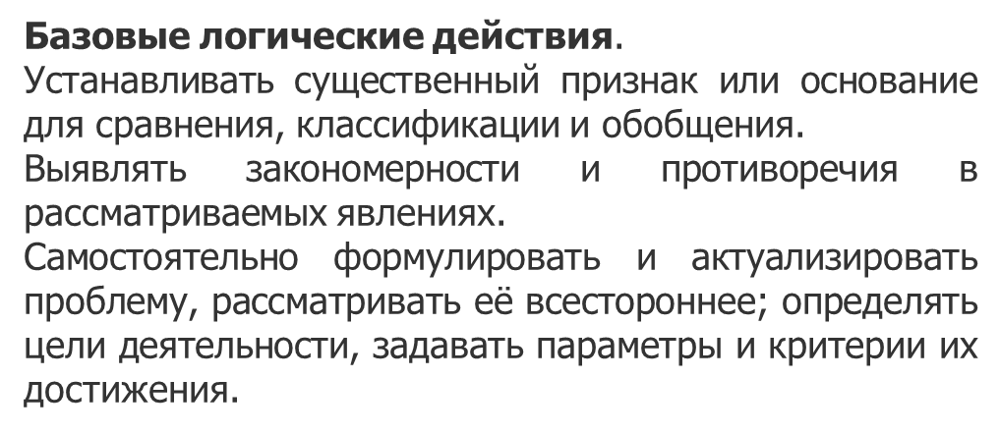 Базовые логические действия.
Устанавливать существенный признак или основание
для сравнения, классификации и обобщения.
Выявлять закономерности и противоречия в
рассматриваемых явлениях.
Самостоятельно формулировать и актуализировать
проблему, рассматривать её всестороннее; определять
цели деятельности, задавать параметры и критерии их
достижения.